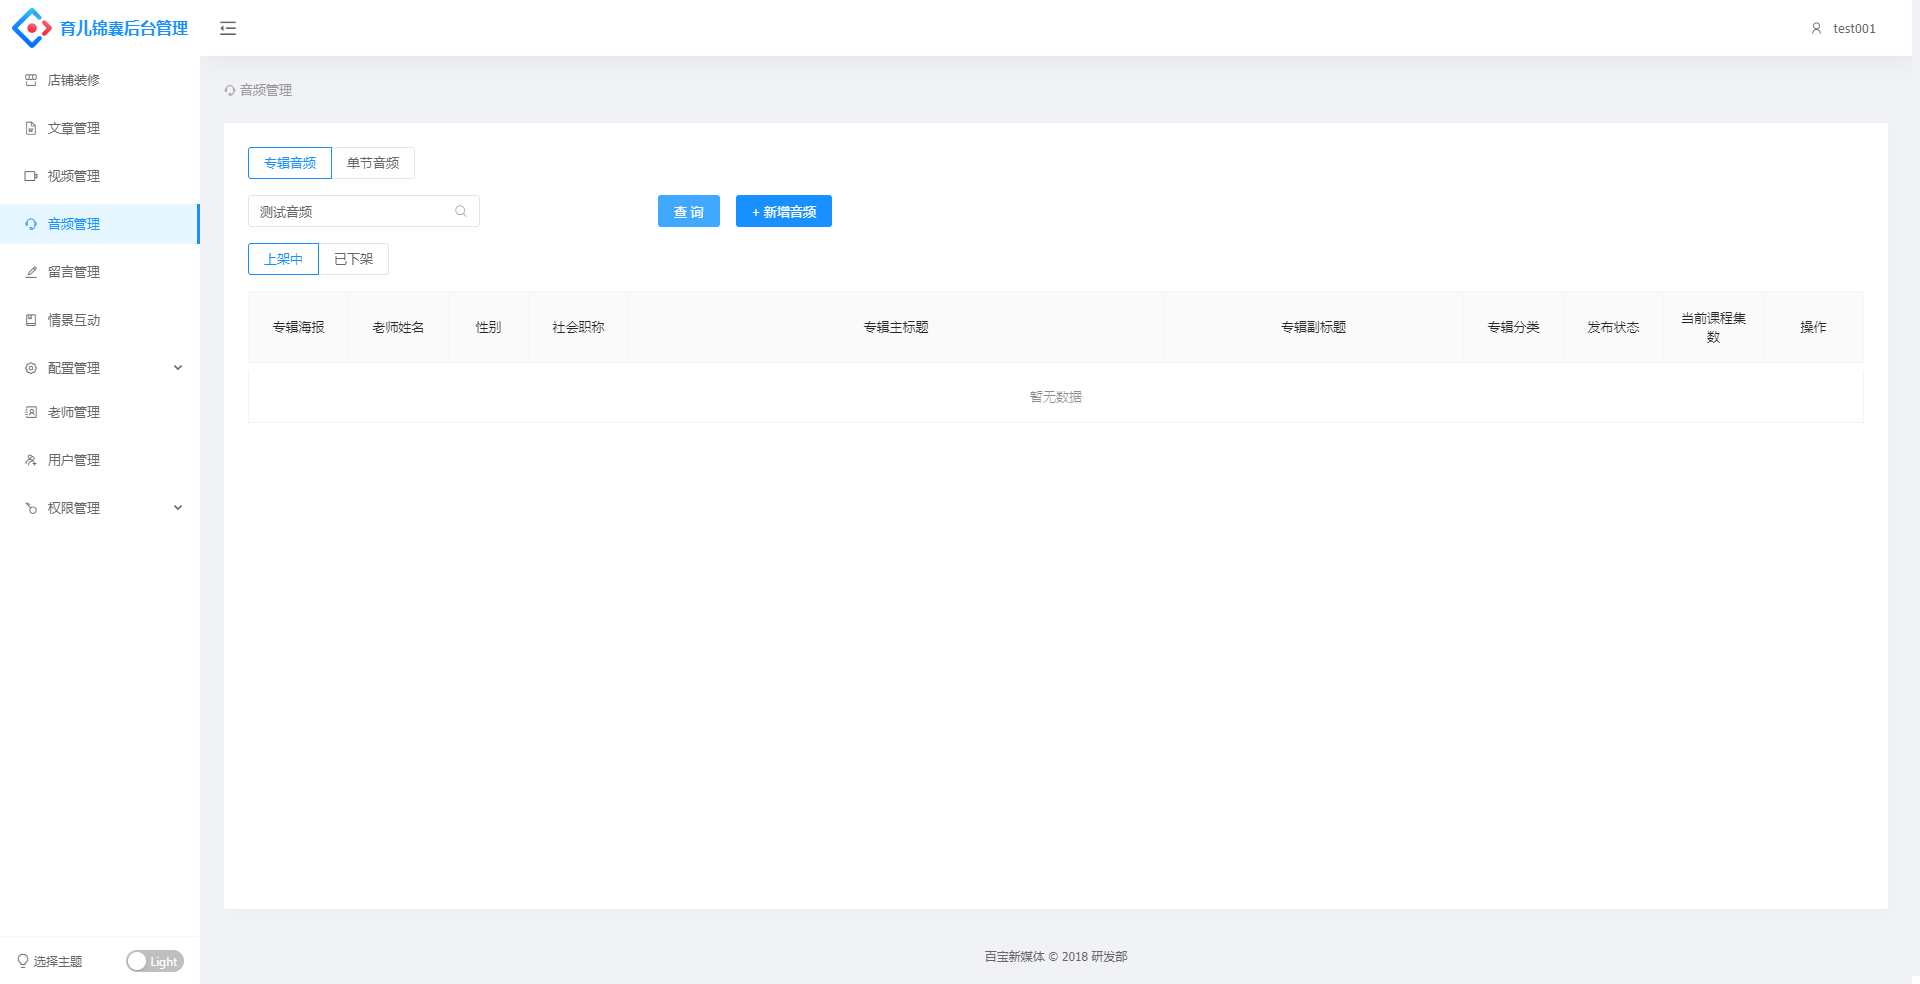 育儿锦囊后台管理
test001
店铺装修
文章管理
视频管理
音频管理
留言管理
情景互动
配置管理
老师管理
用户管理
权限管理
选择主题
Light
音频管理
专辑音频 单节音频
测试音频 查 询 + 新增音频
上架中 已下架
专辑海报 老师姓名 性别 社会职称 专辑主标题 专辑副标题 专辑分类 发布状态 当前课程集数 操作
暂无数据
百宝新媒体 © 2018 研发部